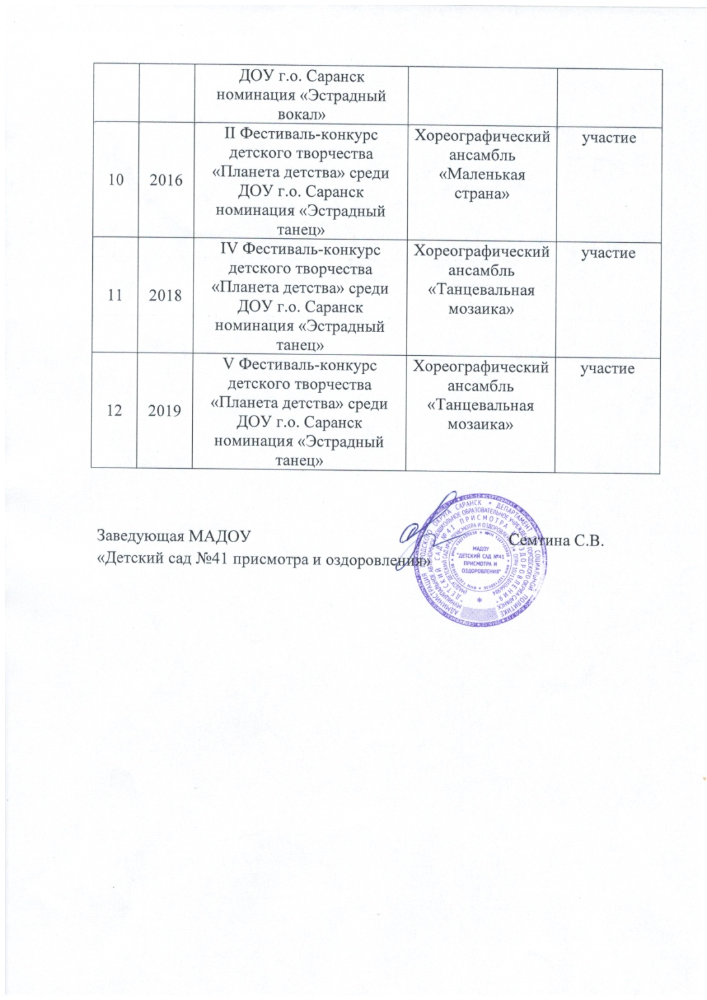 ДОУ г.о. Саранск
номинация «Эстрадный
вокал»
10
2016
II Фестиваль-конкурс
детского творчества
«Планета детства» среди
ДОУ г.о. Саранск
номинация «Эстрадный
танец»
Хореографический
ансамбль
«Маленькая
страна»
участие
11
2018
IV Фестиваль-конкурс
детского творчества
«Планета детства» среди
ДОУ г.о. Саранск
номинация «Эстрадный
танец»
Хореографический
ансамбль
«Танцевальная
мозаика»
участие
12
2019
V Фестиваль-конкурс
детского творчества
«Планета детства» среди
ДОУ г.о. Саранск
номинация «Эстрадный
танец»
Хореографический
ансамбль
«Танцевальная
мозаика»
участие
Заведующая МАДОУ
Семтина С.В.
«Детский сад №41 присмотра и оздоровления»
МАДОУ
"ДЕТСКИЙ САД №41
ПРИСМОТРА И
ОЗДОРОВЛЕНИЯ"